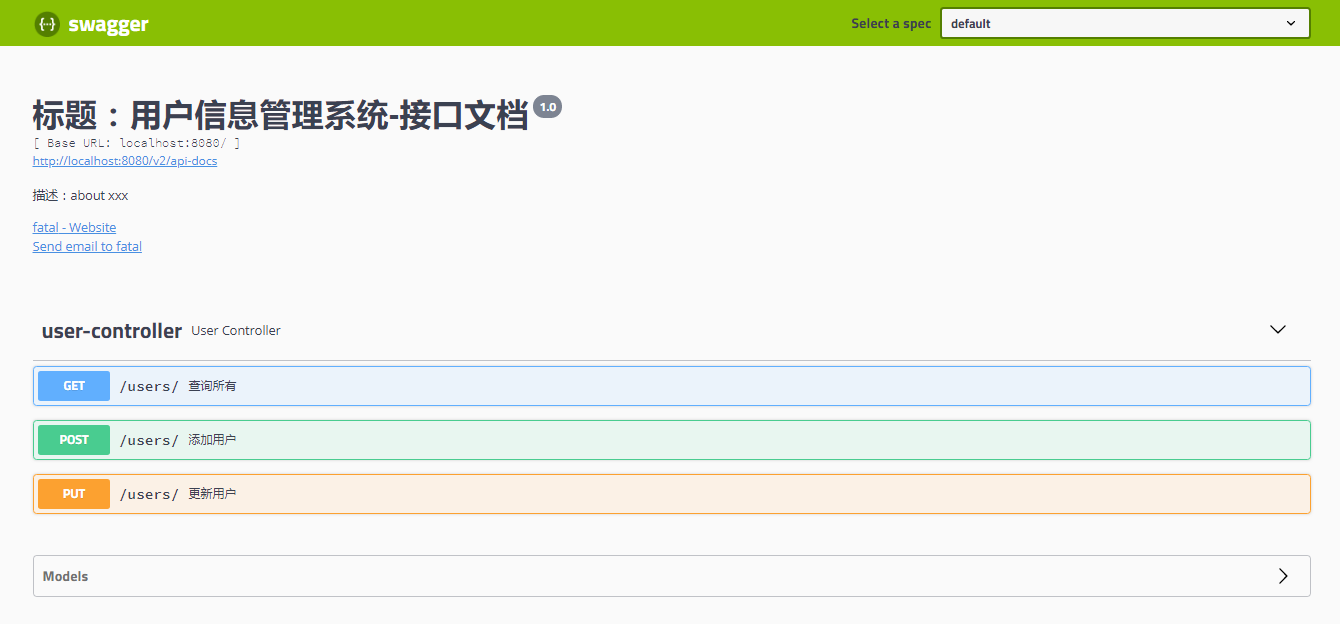 swagger
Select a spec default
标题：用户信息管理系统-接口文档 1.0
[ Base URL: localhost:8080/ ]
http://localhost:8080/v2/api-docs
描述：about xxx
fatal - Website
Send email to fatal
user-controller User Controller
GET /users/ 查询所有
POST /users/ 添加用户
PUT /users/ 更新用户
Models